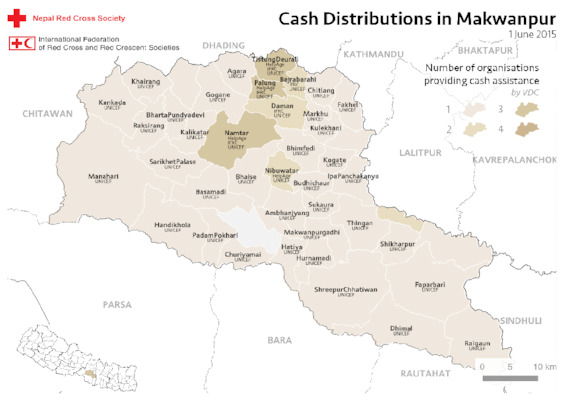 Nepal Red Cross Society
International Federation
of Red Cross and Red Crescent Societies
Cash Distributions in Makwanpur
1 June 2015
Number of organisations
providing cash assistance
by VDC
1
3
2
4
DHADING
KATHMANDU
BHAKTAPUR
CHITAWAN
LALITPUR
KAVREPALANCHOK
PARSA
BARA
RAUTAHAT
SINDHULI
TistungDeurali
HelpAge
IFRC
UNICEF
Agara
UNICEF
Palung
HelpAge
IFRC
UNICEF
Bajrabarahi
UNICEF
Khairang
UNICEF
Gogane
UNICEF
Chitlang
UNICEF
Kankada
UNICEF
Daman
IFRC
UNICEF
Fakhel
UNICEF
BhartaPundyadevi
UNICEF
Markhu
UNICEF
Raksirang
UNICEF
Kalikatar
UNICEF
Namtar
HelpAge
IFRC
UNICEF
Kulekhani
UNICEF
Bhimfedi
UNICEF
SarikhetPalase
UNICEF
Kogate
UNICEF
Manahari
UNICEF
Bhaise
UNICEF
Nibuwatar
HelpAge
UNICEF
IpaPanchakanya
UNICEF
Budhichaur
UNICEF
Basamadi
UNICEF
Sukaura
UNICEF
Ambhanjyang
UNICEF
Handikhola
UNICEF
Thingan
UNICEF
PadamPokhari
UNICEF
Makwanpurgadhi
UNICEF
Hatiya
UNICEF
Shikharpur
UNICEF
Churiyamai
UNICEF
Hurnamadi
UNICEF
ShreepurChhatiwan
UNICEF
Faparbari
UNICEF
Dhimal
UNICEF
Raigaun
UNICEF
0 5 10 km